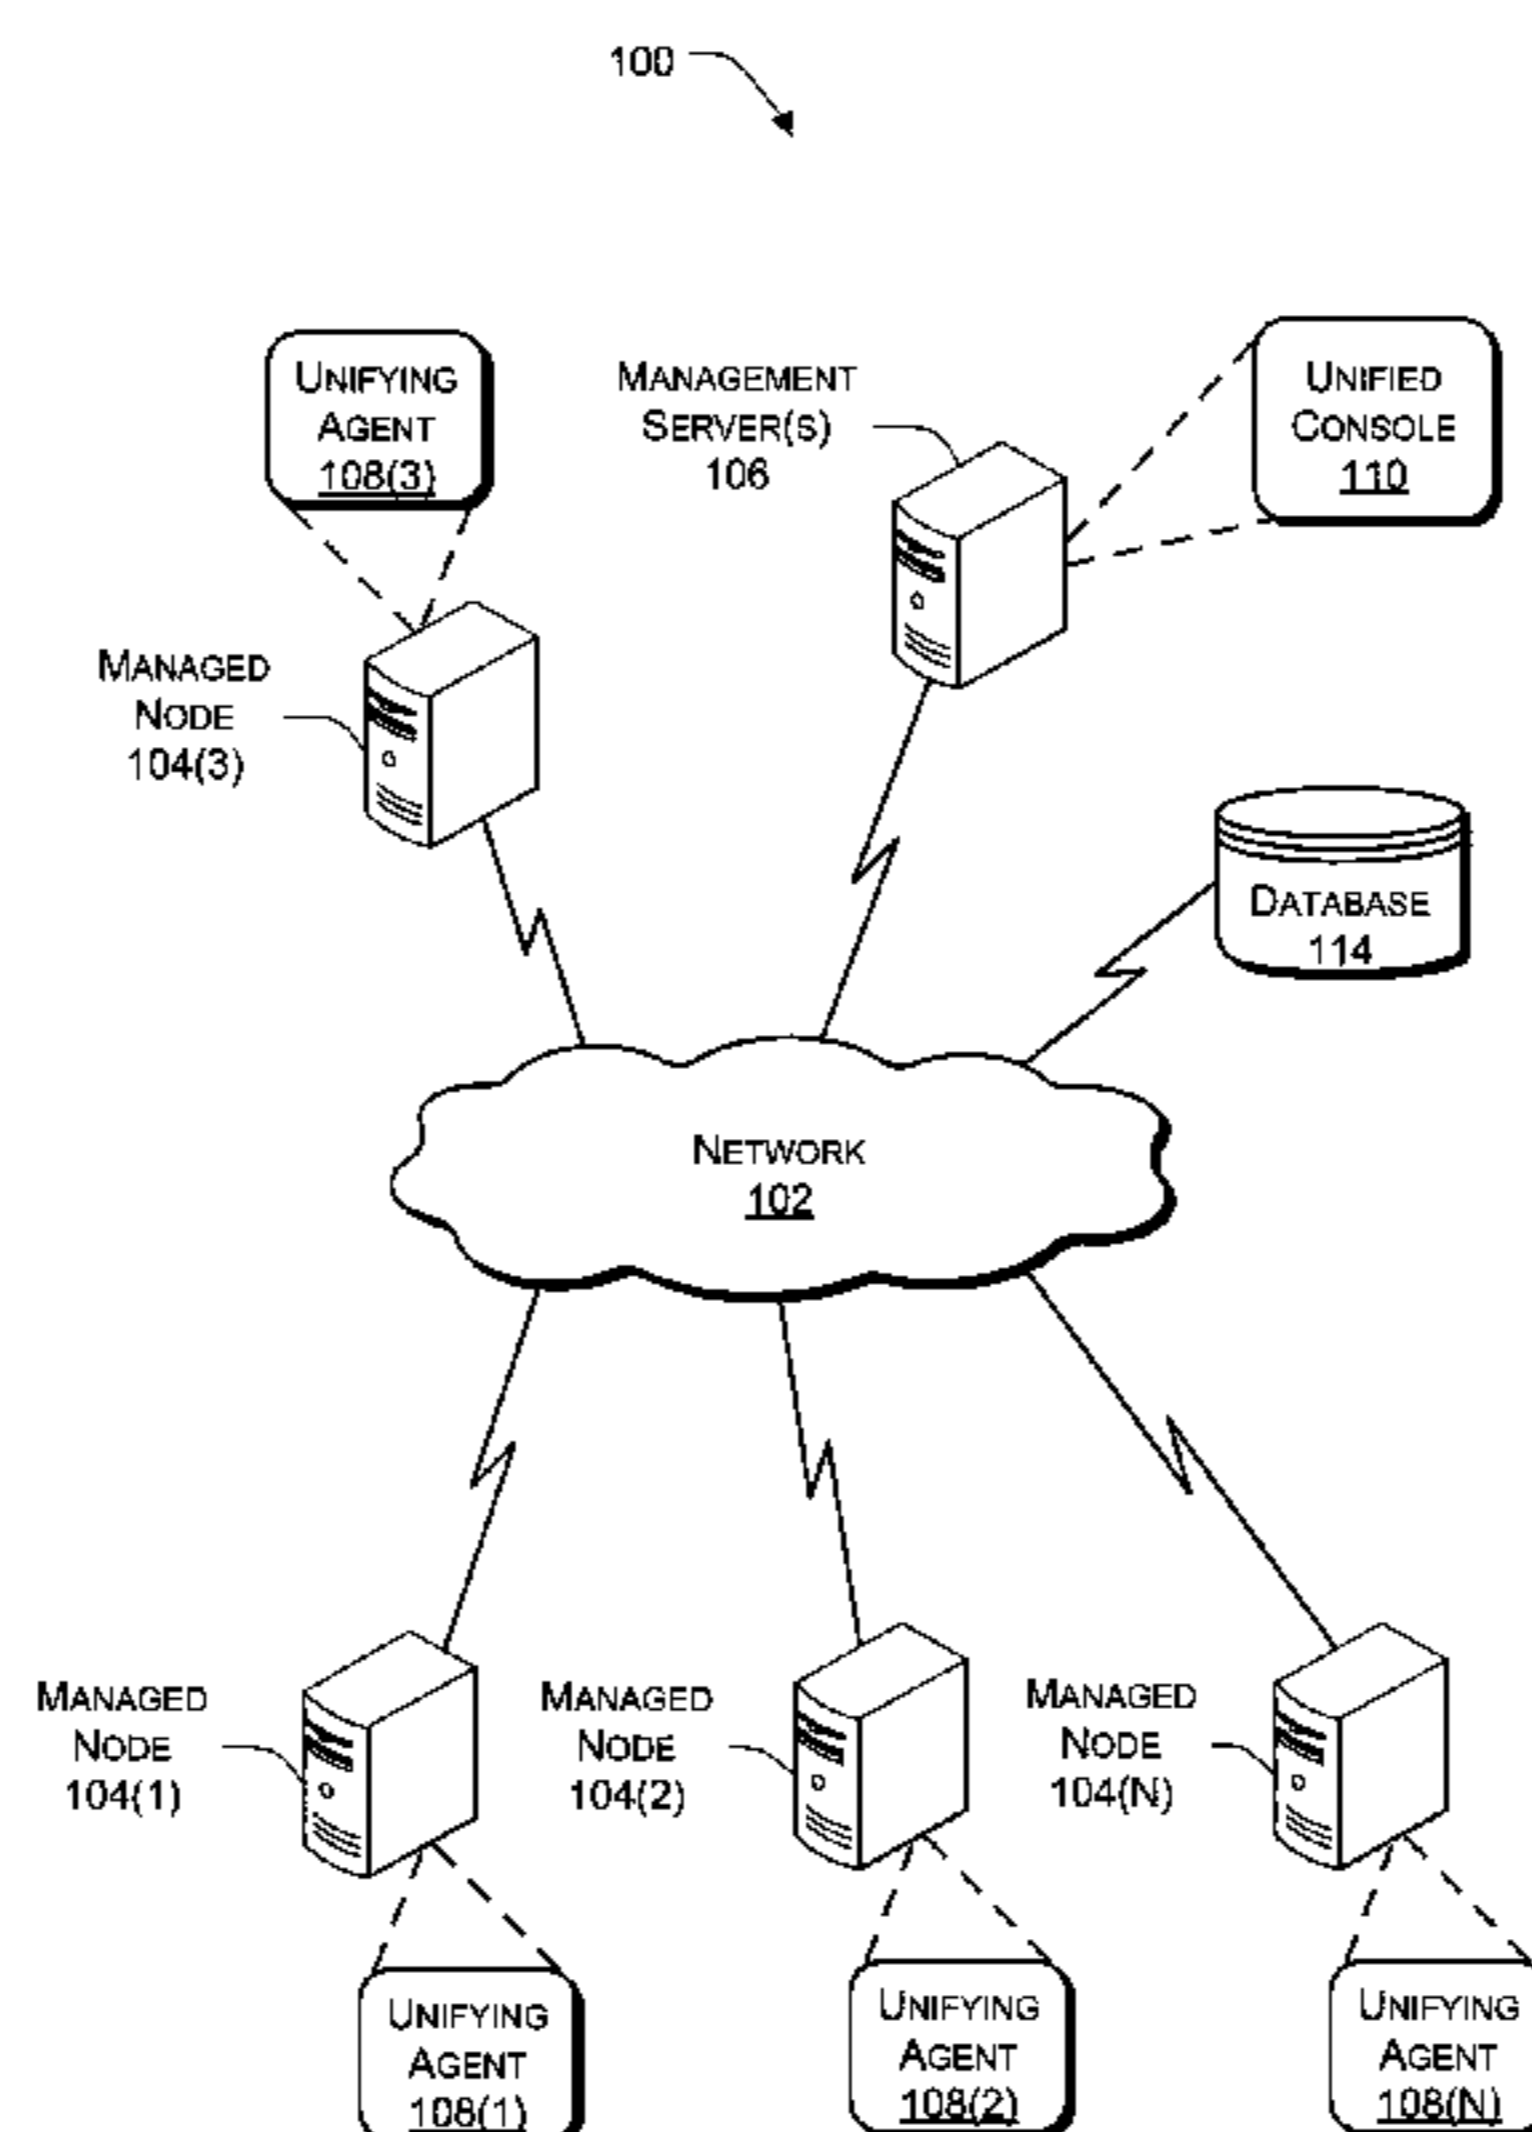 100
UNIFYING
AGENT
108(3)
MANAGEMENT
SERVER(S)
106
UNIFIED
CONSOLE
110
MANAGED
NODE
104(3)
DATABASE
114
NETWORK
102
MANAGED
NODE
104(1)
MANAGED
NODE
104(2)
MANAGED
NODE
104(N)
UNIFYING
AGENT
108(1)
UNIFYING
AGENT
108(2)
UNIFYING
AGENT
108(N)